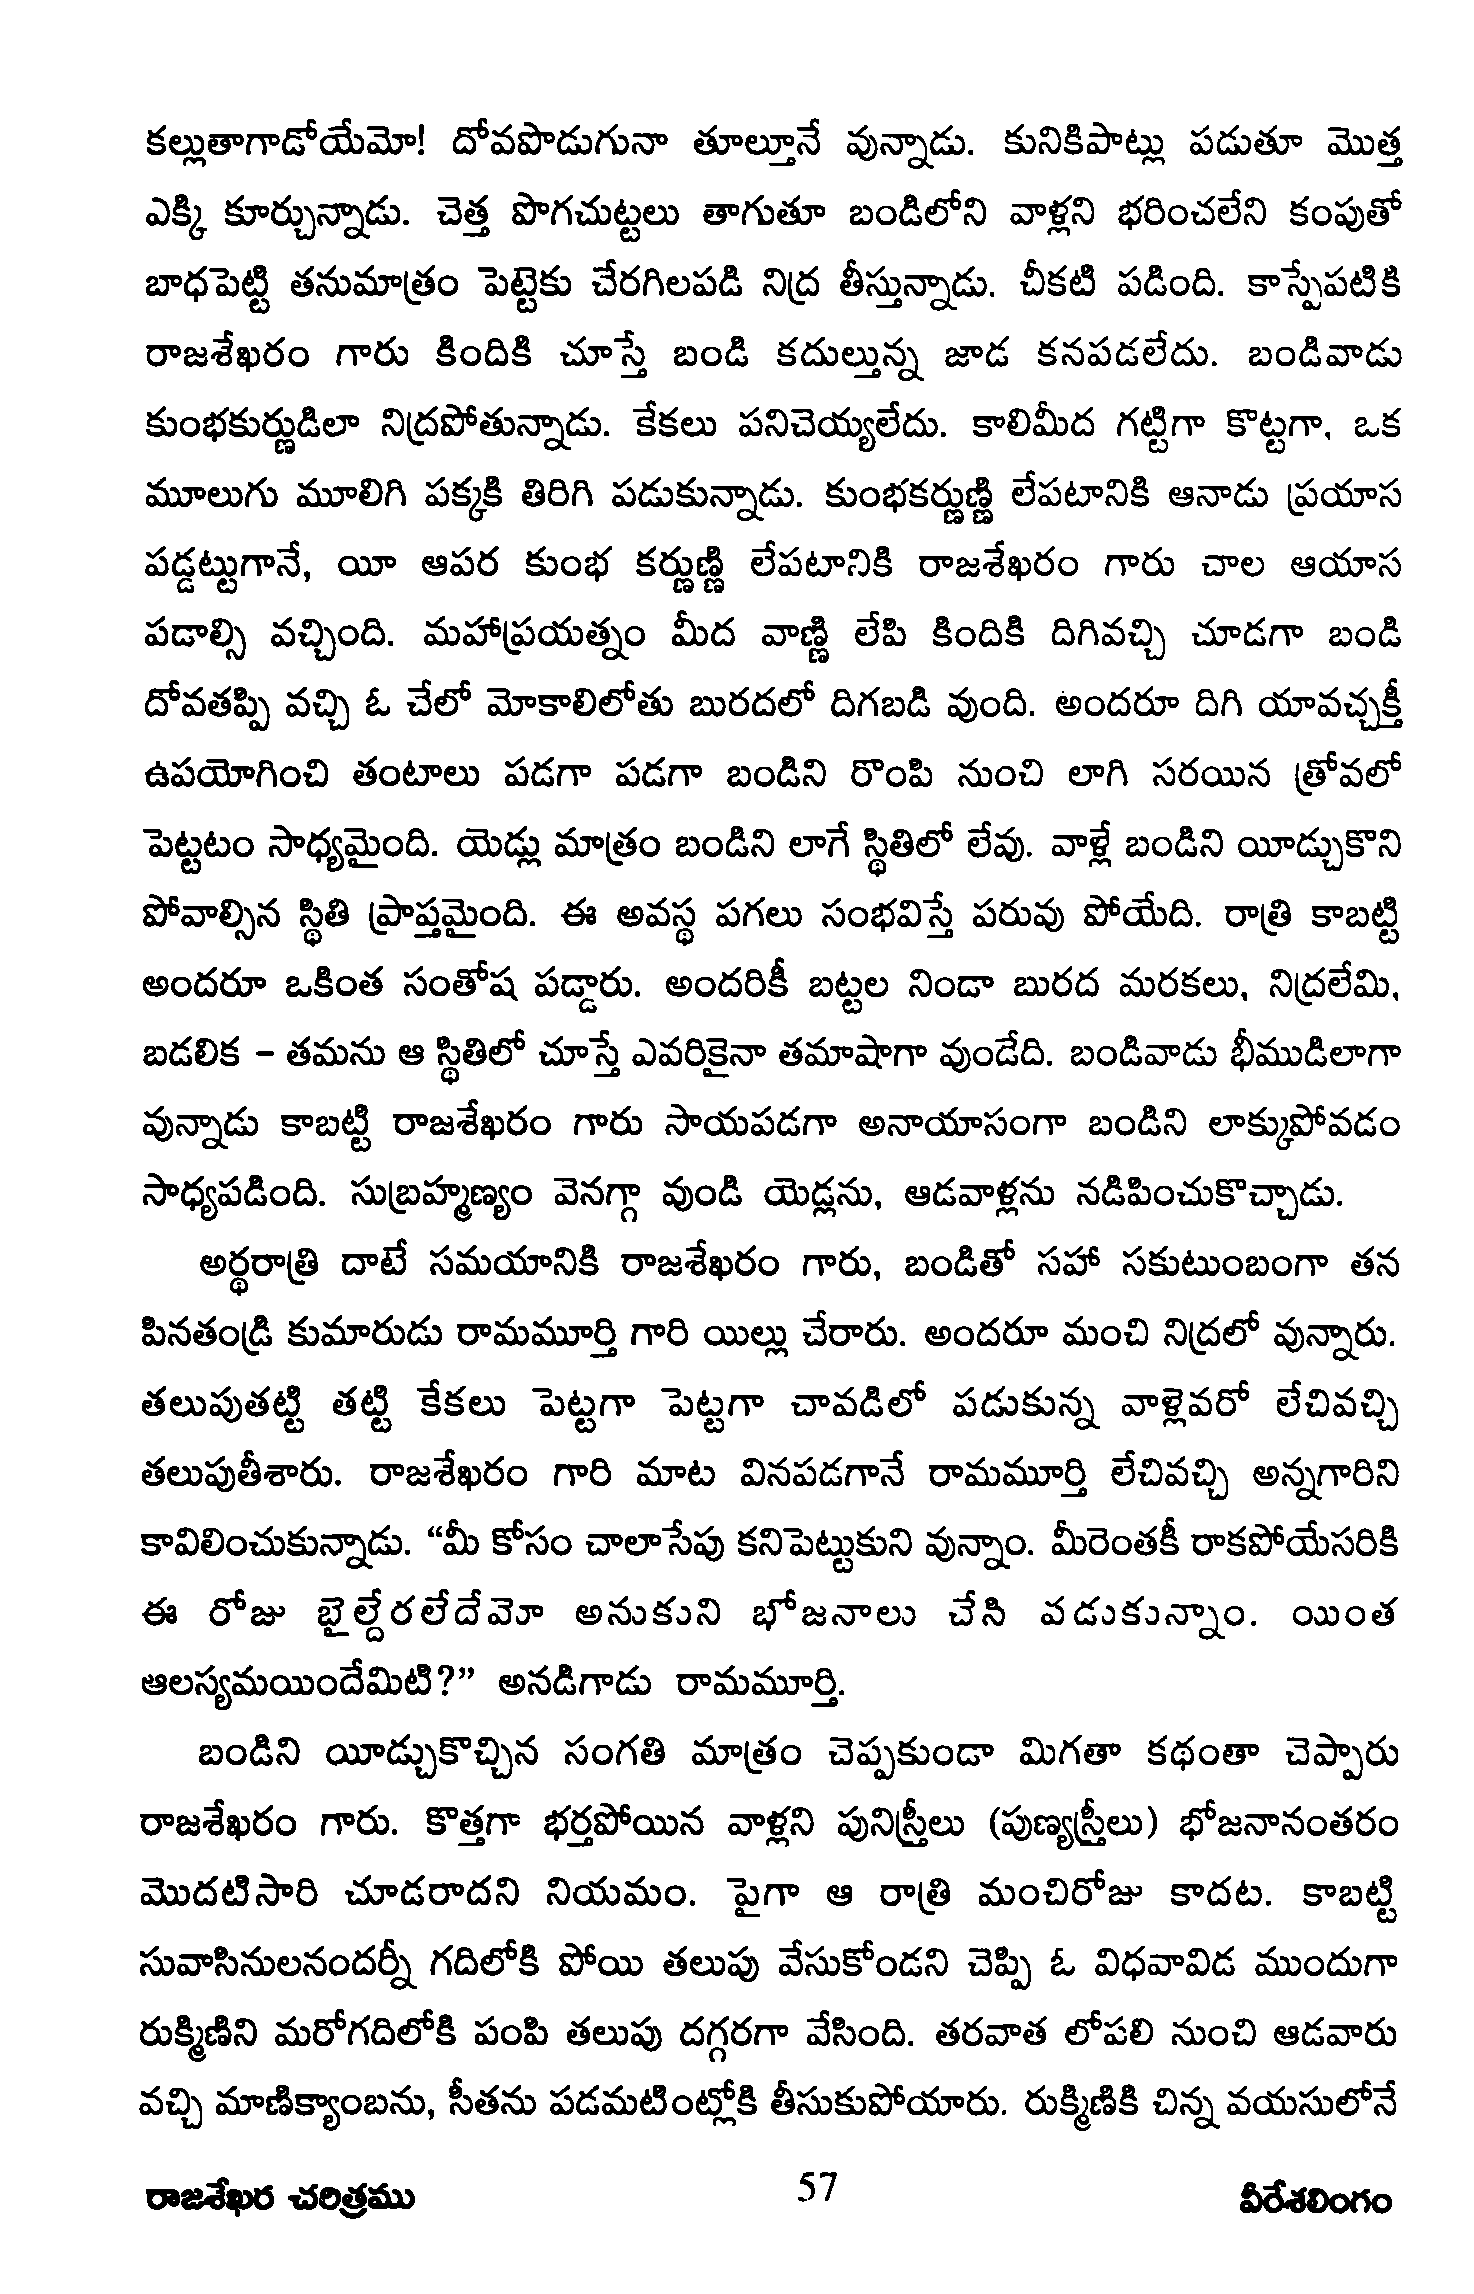 కల్లుతాగాడోయేమో! దోవపొడుగునా తూల్తూనే వున్నాడు. కునికిపాట్లు పడుతూ మొత్త
ఎక్కి కూర్చున్నాడు. చెత్త పొగచుట్టలు తాగుతూ బండిలోని వాళ్లని భరించలేని కంపుతో
బాధపెట్టి తనుమాత్రం పెట్టెకు చేరగిలపడి నిద్ర తీస్తున్నాడు. చీకటి పడింది. కాస్సేపటికి
రాజశేఖరం గారు కిందికి చూస్తే బండి కదులుతున్న జాడ కనపడలేదు. బండివాడు
కుంభకుర్ణుడిలా నిద్రపోతున్నాడు. కేకలు పనిచెయ్యలేదు. కాలిమీద గట్టిగా కొట్టగా, ఒక
మూలుగు మూలిగి పక్కకి తిరిగి పడుకున్నాడు. కుంభకర్ణుణ్ణి లేపటానికి ఆనాడు ప్రయాస
పడ్డట్టుగానే, యీ ఆపర కుంభ కర్ణుణ్ణి లేపటానికి రాజశేఖరం గారు చాల ఆయాస
పడాల్సి వచ్చింది. మహాప్రయత్నం మీద వాణ్ణి లేపి కిందికి దిగివచ్చి చూడగా బండి
దోవతప్పి వచ్చి ఓ చేలో మోకాలిలోతు బురదలో దిగబడి వుంది. అందరూ దిగి యావచ్ఛక్తీ
ఉపయోగించి తంటాలు పడగా పడగా బండిని రొంపి నుంచి లాగి సరయిన త్రోవలో
పెట్టటం సాధ్యమైంది. యెడ్లు మాత్రం బండిని లాగే స్థితిలో లేవు. వాళ్లే బండిని యీడ్చుకొని
పోవాల్సిన స్థితి ప్రాప్తమైంది. ఈ అవస్థ పగలు సంభవిస్తే పరువు పోయేది. రాత్రి కాబట్టి
అందరూ ఒకింత సంతోష పడ్డారు. అందరికీ బట్టల నిండా బురద మరకలు, నిద్రలేమి,
బడలిక – తమను ఆ స్థితిలో చూస్తే ఎవరికైనా తమాషాగా వుండేది. బండివాడు భీముడిలాగా
వున్నాడు కాబట్టి రాజశేఖరం గారు సాయపడగా అనాయాసంగా బండిని లాక్కుపోవడం
సాధ్యపడింది. సుబ్రహ్మణ్యం వెనగ్గా వుండి యెడ్లను, ఆడవాళ్లను నడిపించుకొచ్చాడు.
అర్థరాత్రి దాటే సమయానికి రాజశేఖరం గారు, బండితో సహా సకుటుంబంగా తన
పినతండ్రి కుమారుడు రామమూర్తి గారి యిల్లు చేరారు. అందరూ మంచి నిద్రలో వున్నారు.
తలుపుతట్టి తట్టి కేకలు పెట్టగా పెట్టగా చావడిలో పడుకున్న వాళ్లెవరో లేచివచ్చి
తలుపుతీశారు. రాజశేఖరం గారి మాట వినపడగానే రామమూర్తి లేచివచ్చి అన్నగారిని
కావిలించుకున్నాడు. “మీ కోసం చాలాసేపు కనిపెట్టుకుని వున్నాం. మీరెంతకీ రాకపోయేసరికి
ఈ రోజు బైల్దేరలేదేమో అనుకుని భోజనాలు చేసి పడుకున్నాం. యింత
ఆలస్యమయిందేమిటి?” అనడిగాడు రామమూర్తి.
బండిని యీడ్చుకొచ్చిన సంగతి మాత్రం చెప్పకుండా మిగతా కథంతా చెప్పారు
రాజశేఖరం గారు. కొత్తగా భర్తపోయిన వాళ్లని పునిస్త్రీలు (పుణ్యస్త్రీలు) భోజనానంతరం
మొదటిసారి చూడరాదని నియమం. పైగా ఆ రాత్రి మంచిరోజు కాదట. కాబట్టి
సువాసినులనందర్నీ గదిలోకి పోయి తలుపు వేసుకోండని చెప్పి ఓ విధవావిడ ముందుగా
రుక్మిణిని మరోగదిలోకి పంపి తలుపు దగ్గరగా వేసింది. తరవాత లోపలి నుంచి ఆడవారు
వచ్చి మాణిక్యాంబను, సీతను పడమటింట్లోకి తీసుకుపోయారు. రుక్మిణికి చిన్న వయసులోనే
రాజశేఖర చరిత్రము 57 వీరేశలింగం